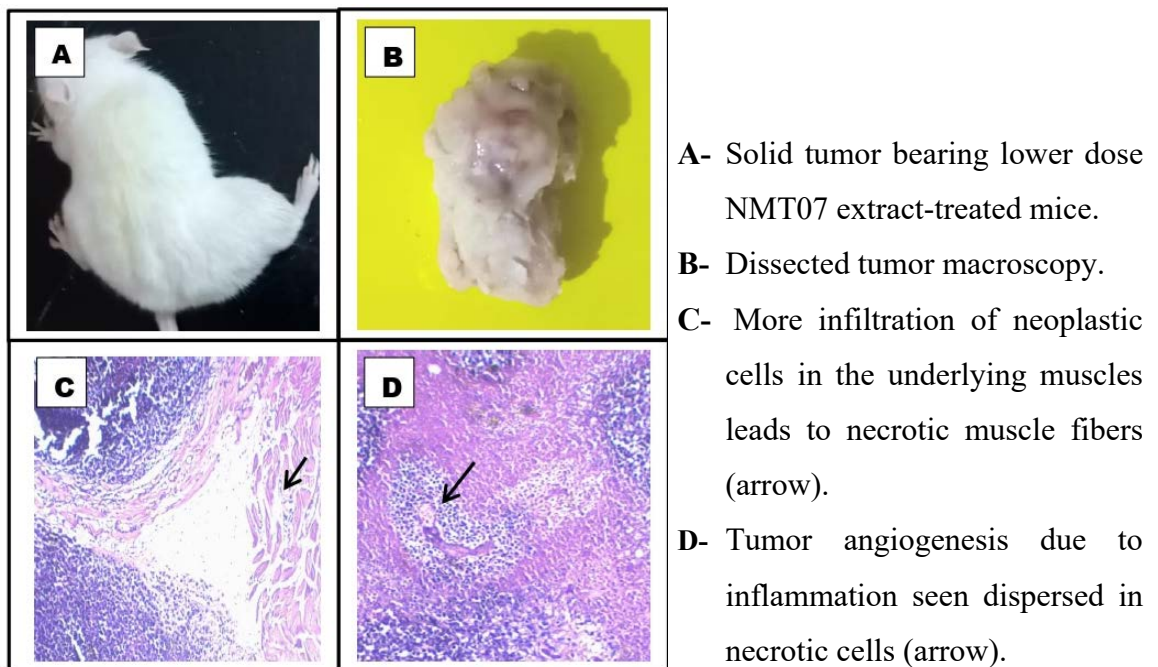 A
B
C
D
A- Solid tumor bearing lower dose
NMT07 extract-treated mice.
B- Dissected tumor macroscopy.
C- More infiltration of neoplastic
cells in the underlying muscles
leads to necrotic muscle fibers
(arrow).
D- Tumor angiogenesis due to
inflammation seen dispersed in
necrotic cells (arrow).